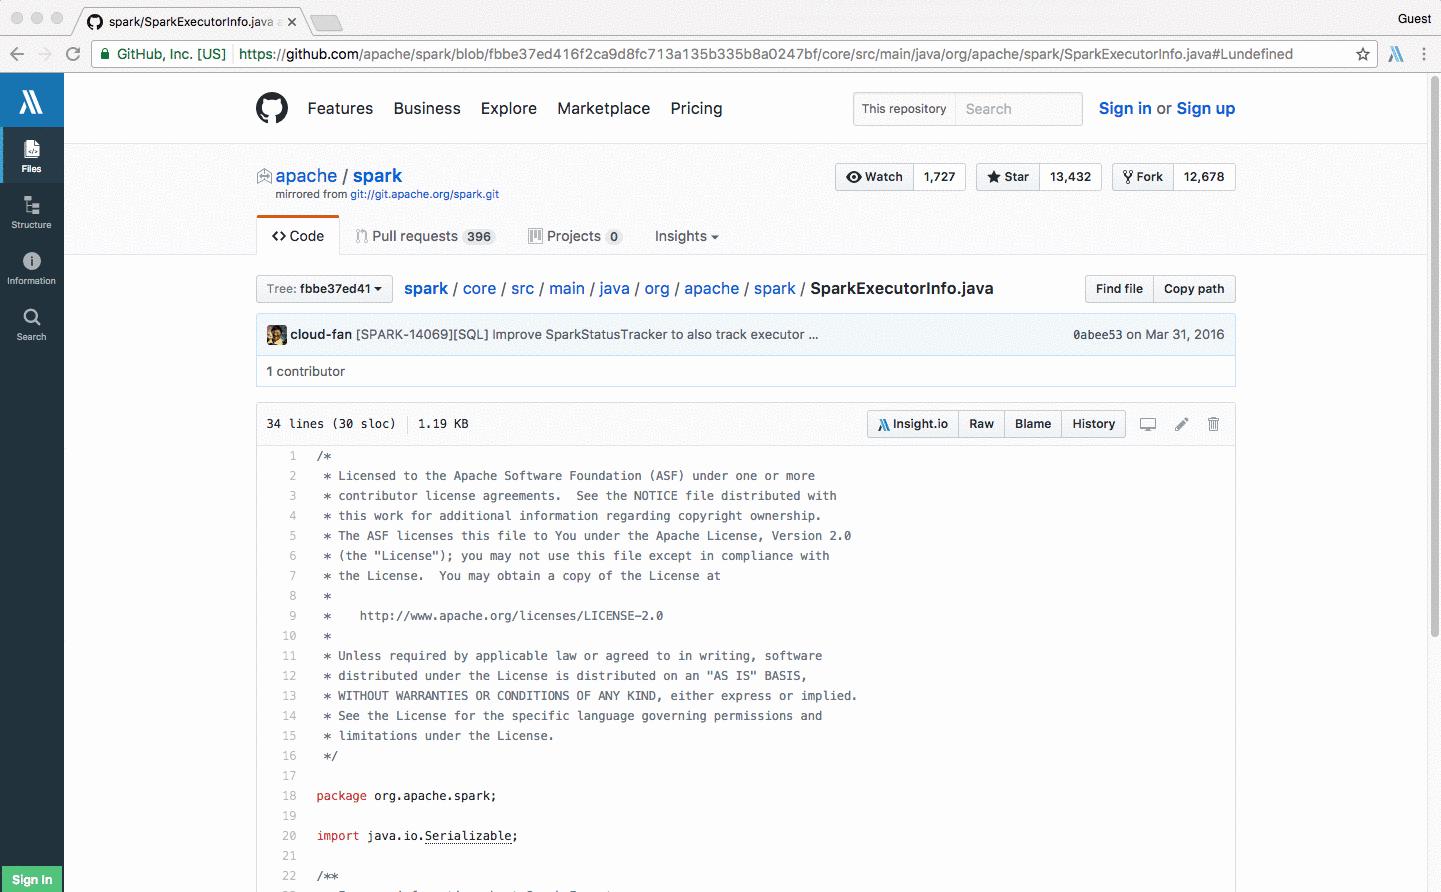 spark/SparkExecutorInfo.java a
Guest
GitHub, Inc. [US] https://github.com/apache/spark/blob/fbbe37ed416f2ca9d8fc713a135b335b8a0247bf/core/src/main/java/org/apache/spark/SparkExecutorInfo.java#Lundefined
Files
Structure
Information
Search
Sign In
Features Business Explore Marketplace Pricing
This repository Search
Sign in or Sign up
apache / spark
mirrored from git://git.apache.org/spark.git
Watch 1,727 Star 13,432 Fork 12,678
<> Code Pull requests 396 Projects 0 Insights
Tree: fbbe37ed41 spark / core / src / main / java / org / apache / spark / SparkExecutorInfo.java Find file Copy path
cloud-fan [SPARK-14069][SQL] Improve SparkStatusTracker to also track executor ... 0abee53 on Mar 31, 2016
1 contributor
34 lines (30 sloc) 1.19 KB Insight.io Raw Blame History
1 /*
2 * Licensed to the Apache Software Foundation (ASF) under one or more
3 * contributor license agreements.  See the NOTICE file distributed with
4 * this work for additional information regarding copyright ownership.
5 * The ASF licenses this file to You under the Apache License, Version 2.0
6 * (the "License"); you may not use this file except in compliance with
7 * the License.  You may obtain a copy of the License at
8 *
9 *    http://www.apache.org/licenses/LICENSE-2.0
10 *
11 * Unless required by applicable law or agreed to in writing, software
12 * distributed under the License is distributed on an "AS IS" BASIS,
13 * WITHOUT WARRANTIES OR CONDITIONS OF ANY KIND, either express or implied.
14 * See the License for the specific language governing permissions and
15 * limitations under the License.
16 */
17
18 package org.apache.spark;
19
20 import java.io.Serializable;
21
22 /**